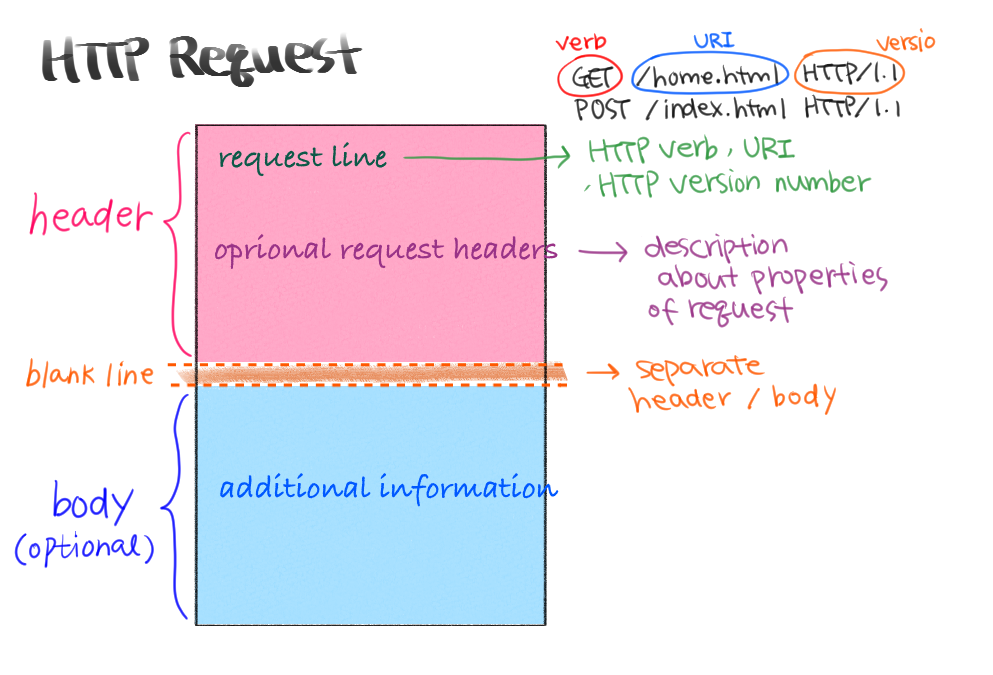 HTTP Request
verb URI versio
GET /home.html HTTP/1.1
POST /index.html HTTP/1.1
header
request line → HTTP verb, URI
, HTTP version number
oprional request headers → description
about properties
of request
blank line → separate
header / body
body
(optional)
additional information